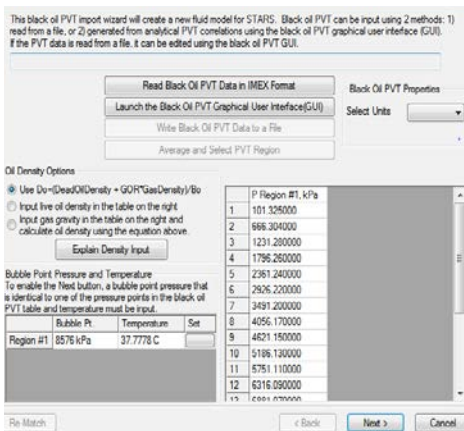 This black oil PVT import wizard will create a new fluid model for STARS. Black oil PVT can be input using 2 methods: 1)
read from a file, or 2) generated from analytical PVT correlations using the black oil PVT graphical user interface (GUI).
If the PVT data is read from a file, it can be edited using the black oil PVT GUI.
Read Black Oil PVT Data in IMEX Format
Launch the Black Oil PVT Graphical User Interface(GUI)
Write Black Oil PVT Data to a File
Average and Select PVT Region
Black Oil PVT Properties
Select Units
Oil Density Options
Use Do=(DeadOilDensity + GOR*GasDensity)/Bo
Input live oil density in the table on the right
Input gas gravity in the table on the right and
calculate oil density using the equation above.
Explain Density Input
Bubble Point Pressure and Temperature
To enable the Next button, a bubble point pressure that
is identical to one of the pressure points in the black oil
PVT table and temperature must be input.
Bubble Pt. Temperature Set
Region #1 8576 kPa 37.7778 C
P Region #1, kPa
1 101.325000
2 666.304000
3 1231.280000
4 1796.260000
5 2361.240000
6 2926.220000
7 3491.200000
8 4056.170000
9 4621.150000
10 5186.130000
11 5751.110000
12 6316.090000
13 6881.070000
Re-Match < Back Next > Cancel